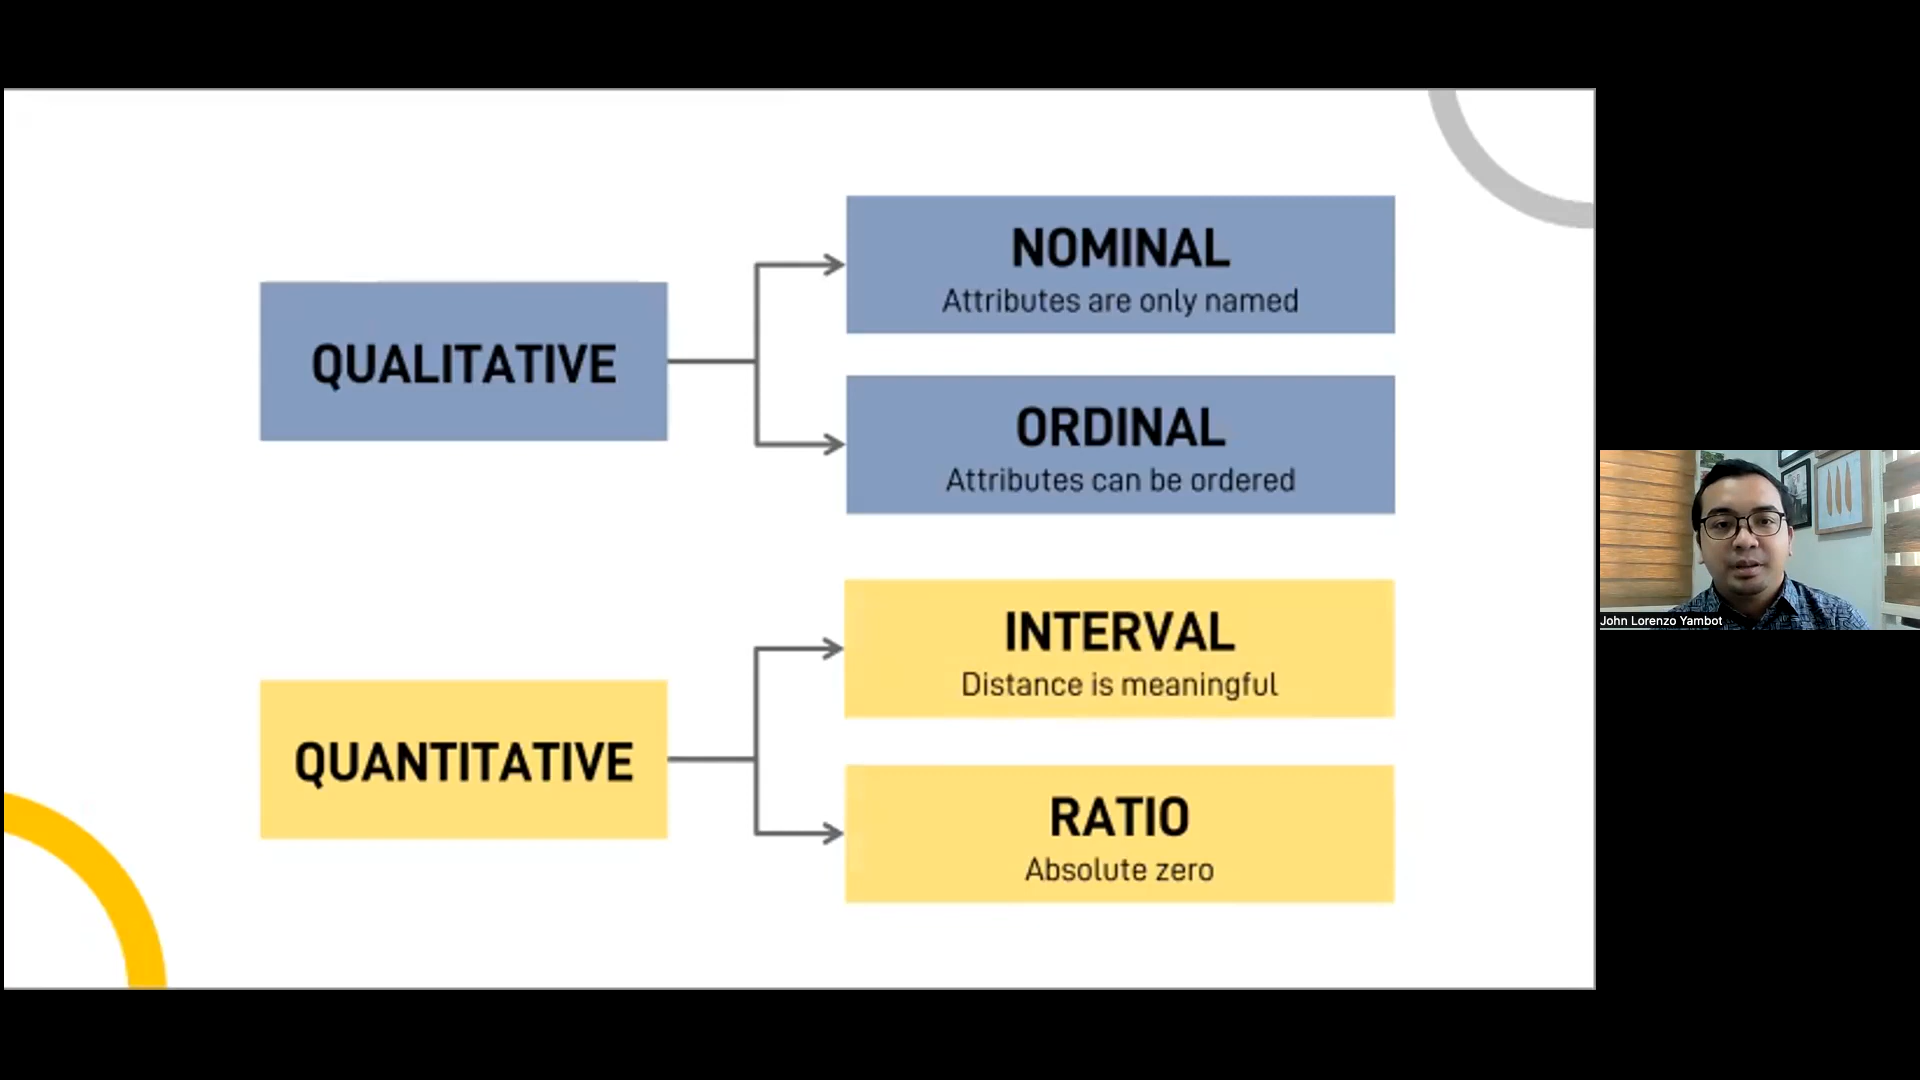 QUALITATIVE
NOMINAL
Attributes are only named
ORDINAL
Attributes can be ordered
QUANTITATIVE
INTERVAL
Distance is meaningful
RATIO
Absolute zero
John Lorenzo Yambot